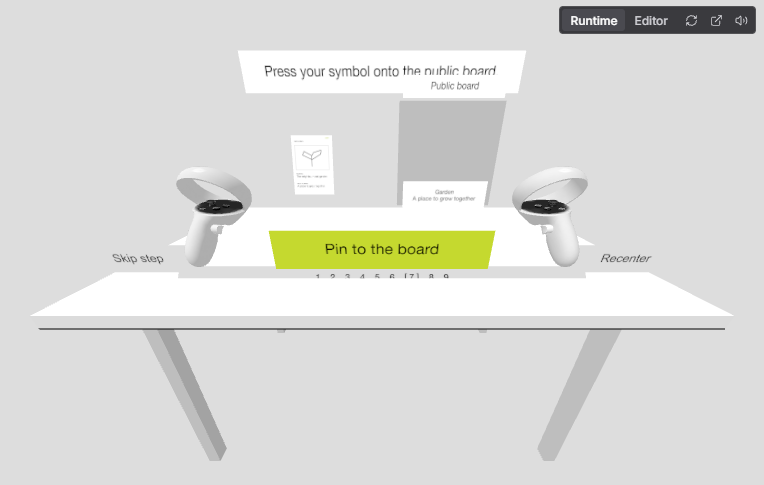 Runtime Editor
Press your symbol onto the public board
Public board
Garden
A place to grow together
Pin to the board
Skip step
Recenter
1 2 3 4 5 6 [7] 8 9